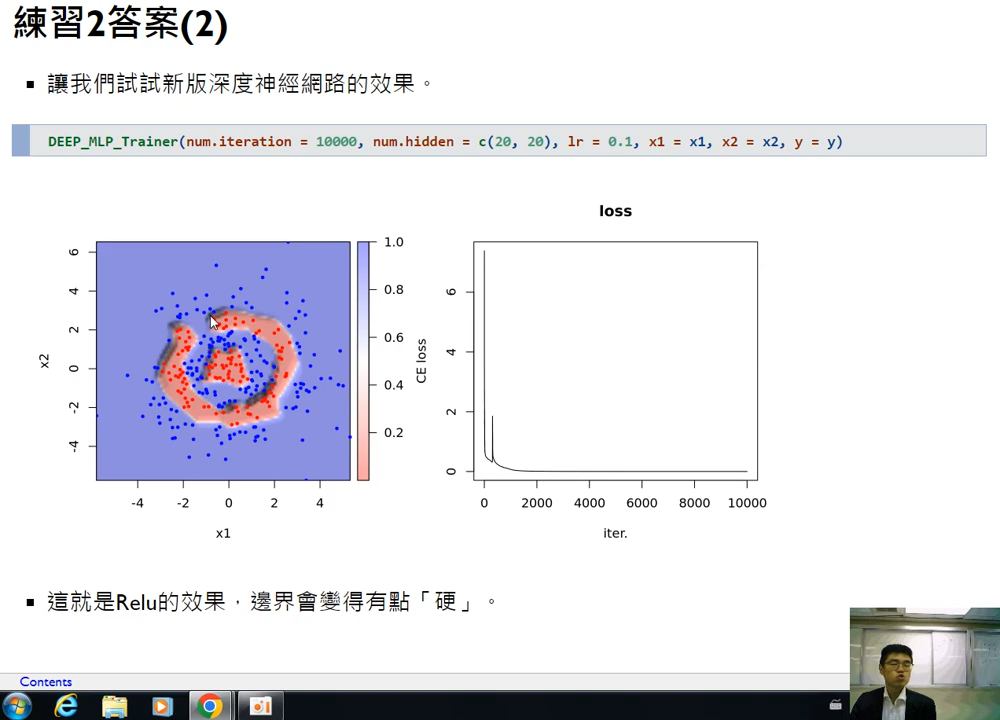 練習2答案(2)
讓我們試試新版深度神經網路的效果。
DEEP_MLP_Trainer(num.iteration = 10000, num.hidden = c(20, 20), lr = 0.1, x1 = x1, x2 = x2, y = y)
loss
6
4
2
0
-2
-4
x2
-4 -2 0 2 4
x1
1.0
0.8
0.6
0.4
0.2
CE loss
6
4
2
0
0 2000 4000 6000 8000 10000
iter.
這就是Relu的效果，邊界會變得有點「硬」。
Contents